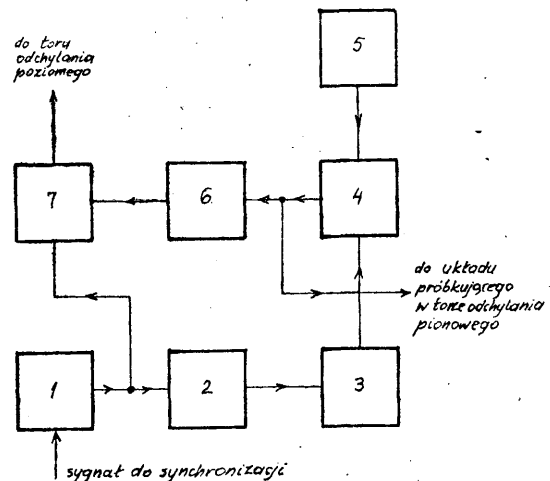 do toru
odchylania
poziomego
5
7
6
4
do układu
próbkującego
w torze odchylania
pionowego
1
2
3
sygnał do synchronizacji